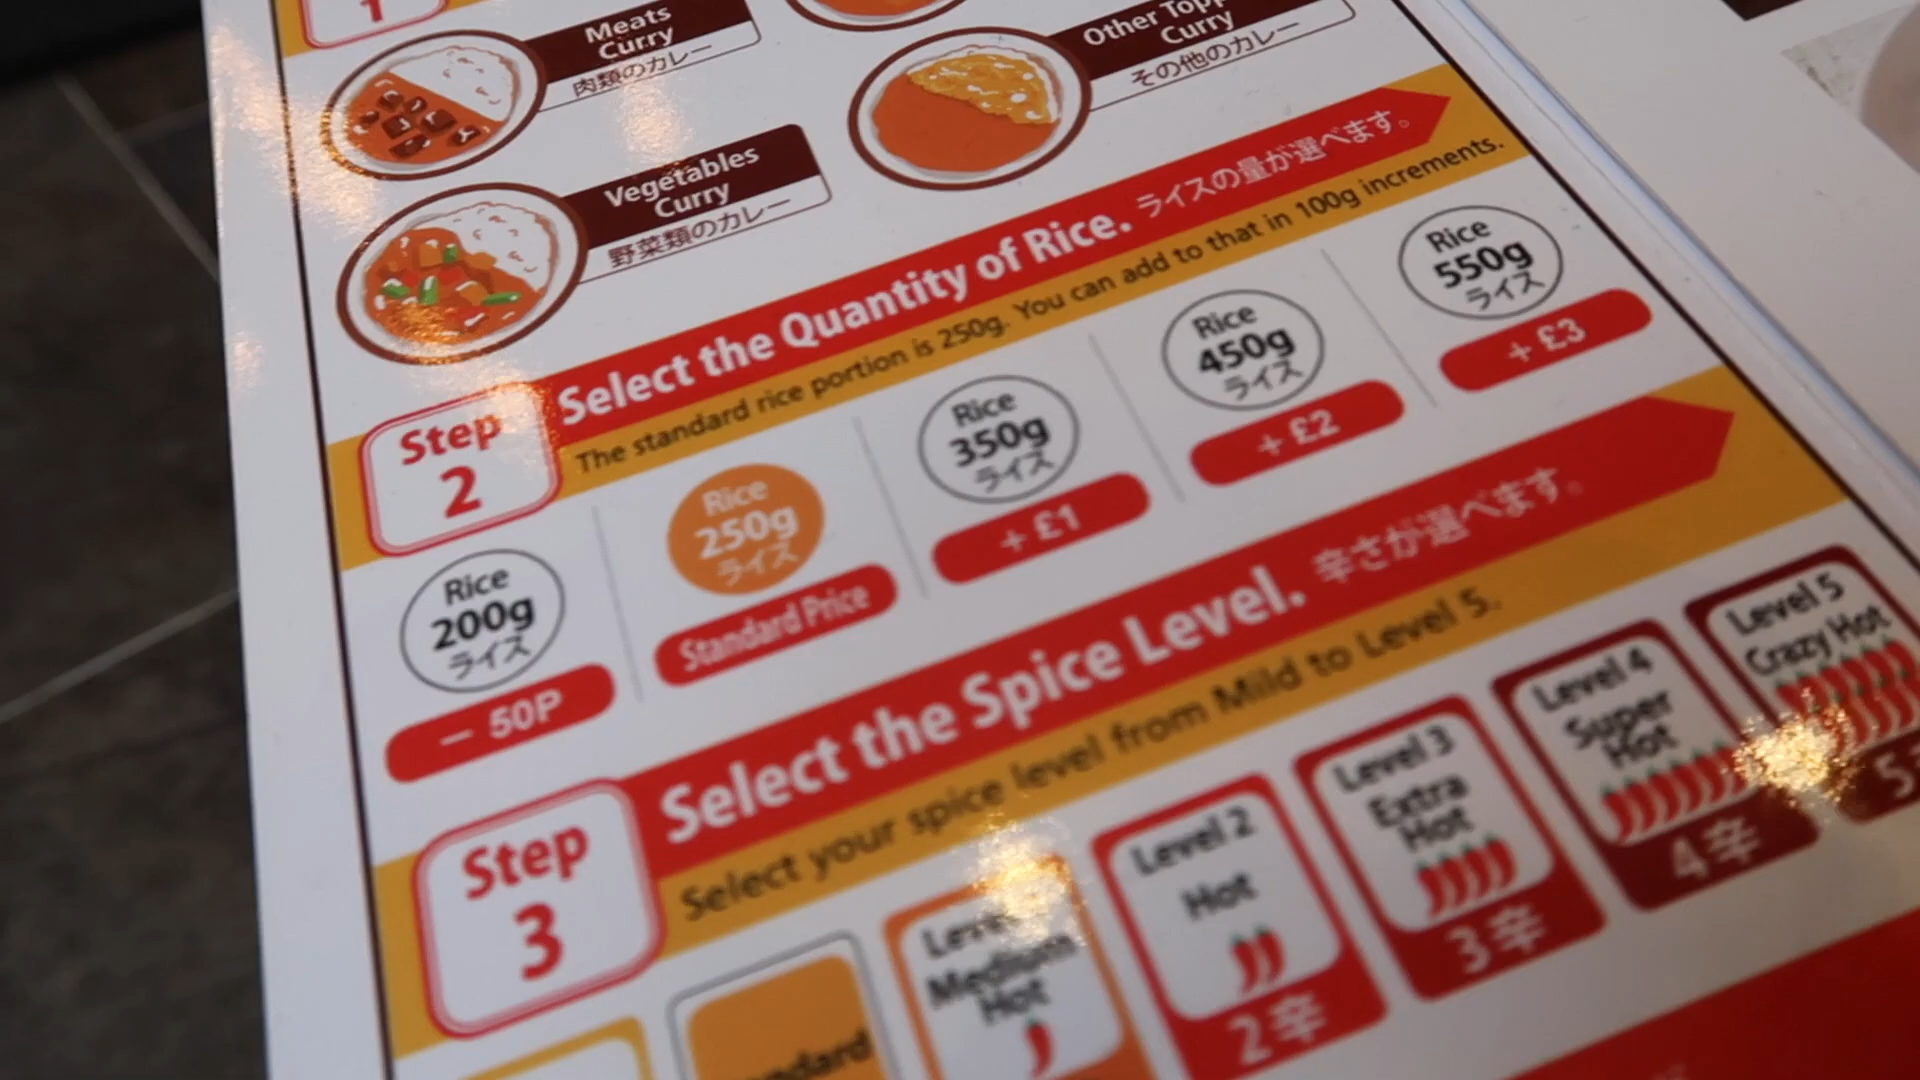 1
Meats
Curry
肉類のカレー
Other
Curry
その他のカレー
Vegetables
Curry
野菜類のカレー
Step
2
Select the Quantity of Rice. ライスの量が選べます。
The standard rice portion is 250g. You can add to that in 100g increments.
Rice
200g
ライス
- 50P
Rice
250g
ライス
Standard Price
Rice
350g
ライス
+ £1
Rice
450g
ライス
+ £2
Rice
550g
ライス
+ £3
Step
3
Select the Spice Level. 辛さが選べます。
Select your spice level from Mild to Level 5.
Medium
Hot
Level 2
Hot
2辛
Level 3
Extra
Hot
3辛
Level 4
Super
Hot
4辛
Level 5
Crazy Hot
5